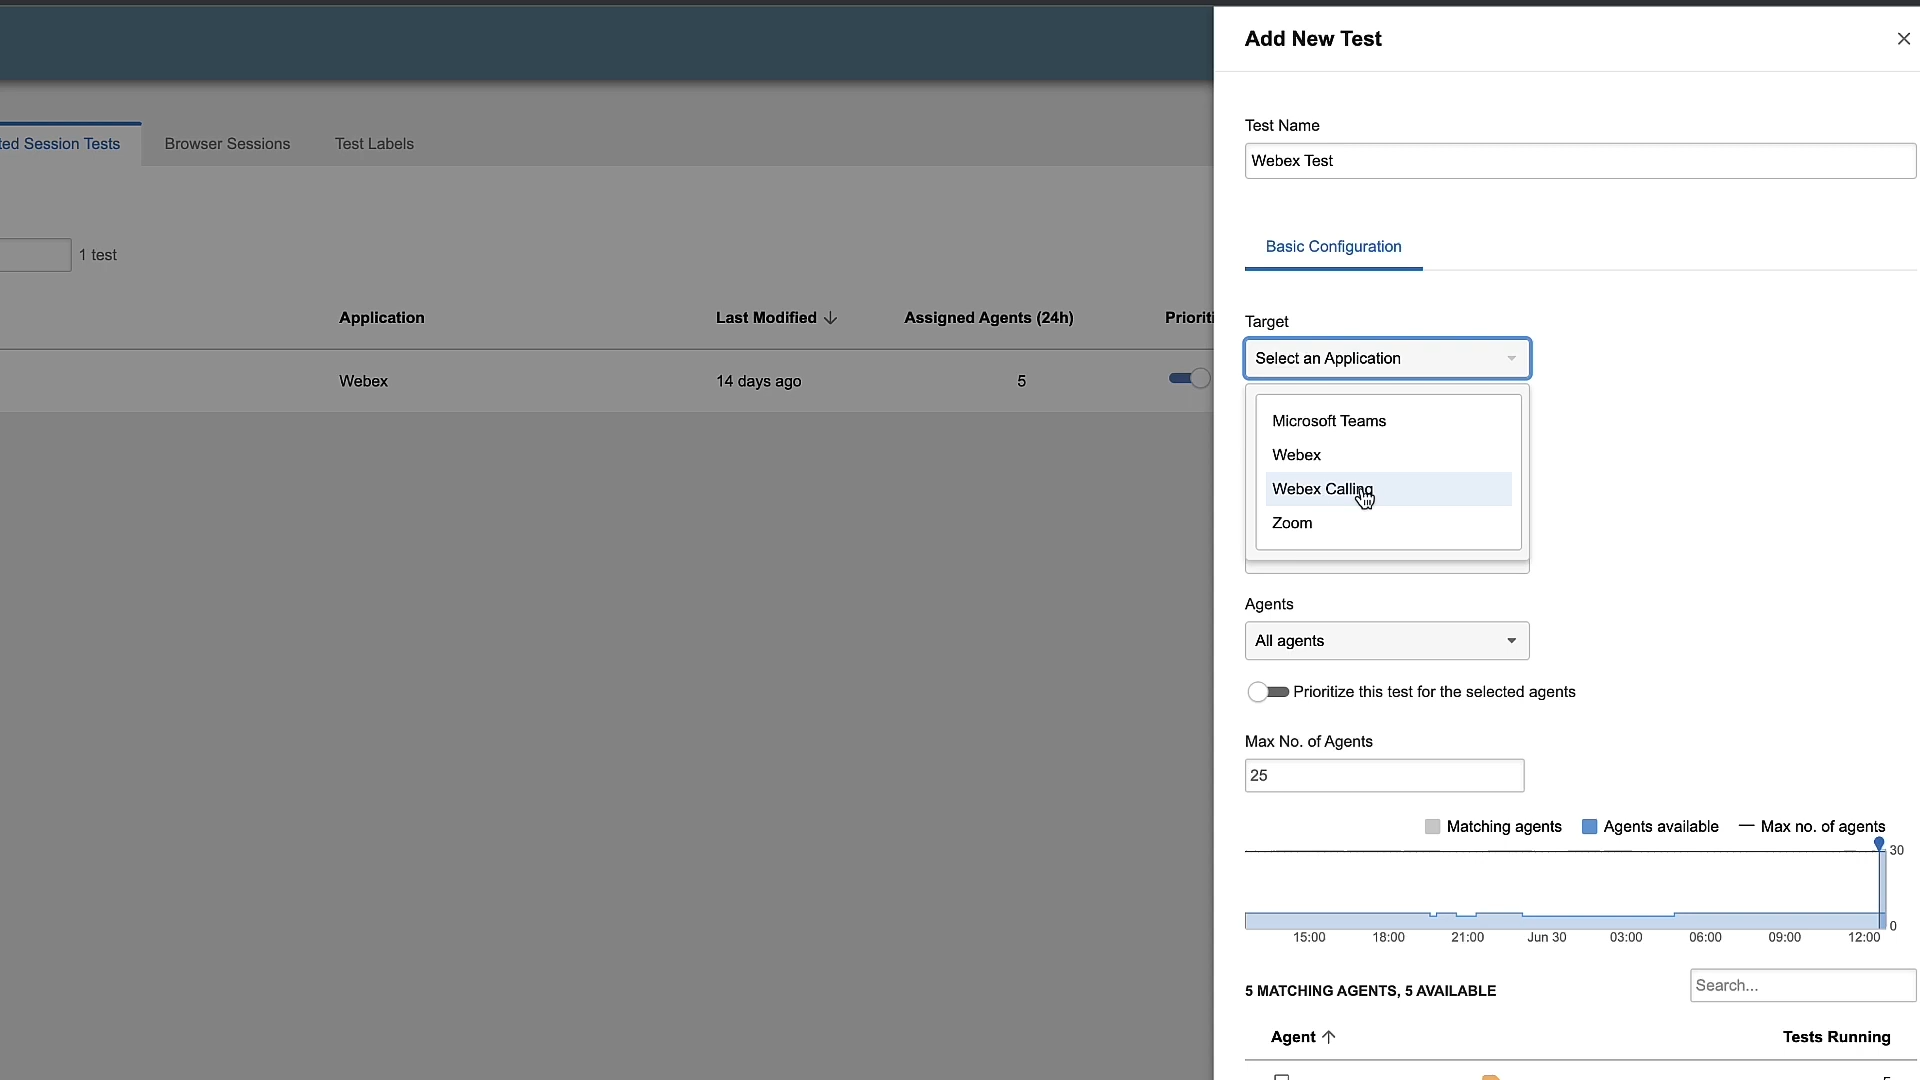 Add New Test
Test Name
Webex Test
ted Session Tests
Browser Sessions
Test Labels
Basic Configuration
1 test
Application
Last Modified
Assigned Agents (24h)
Prioriti
Webex
14 days ago
5
Target
Select an Application
Microsoft Teams
Webex
Webex Calling
Zoom
Agents
All agents
Prioritize this test for the selected agents
Max No. of Agents
25
Matching agents
Agents available
Max no. of agents
30
0
15:00
18:00
21:00
Jun 30
03:00
06:00
09:00
12:00
5 MATCHING AGENTS, 5 AVAILABLE
Search...
Agent
Tests Running